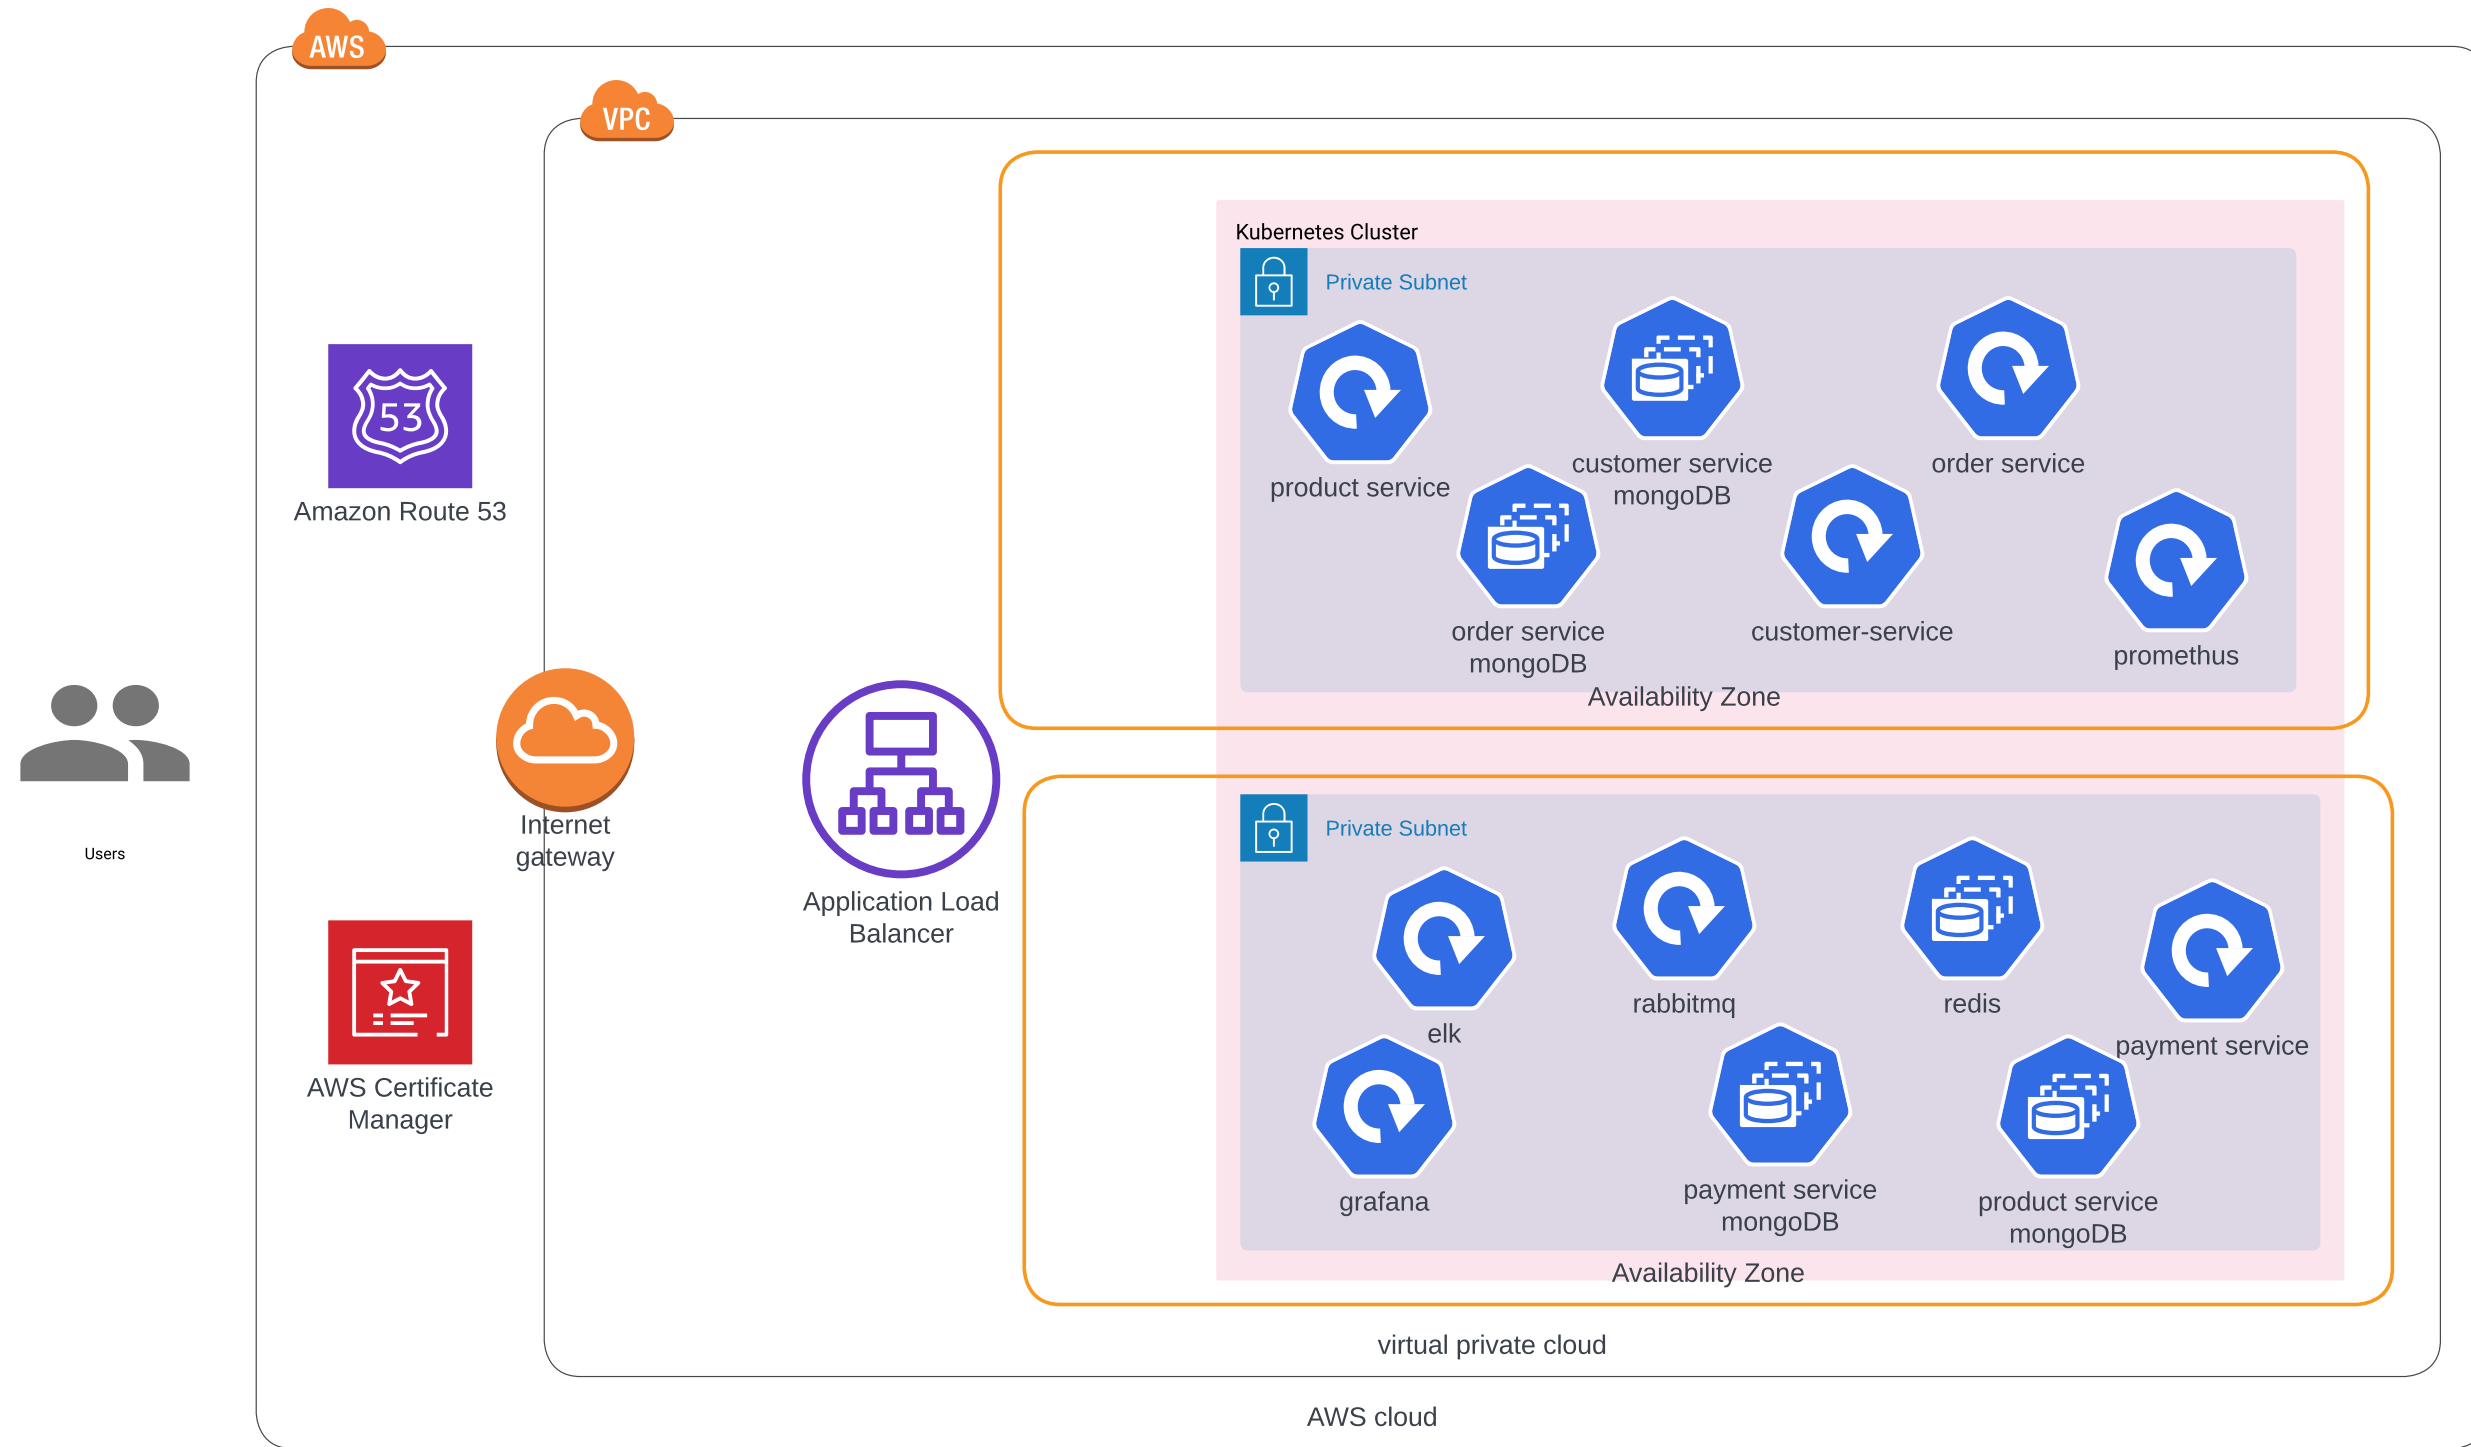 AWS
VPC
Kubernetes Cluster
Private Subnet
53
Amazon Route 53
product service
customer service
mongoDB
order service
order service
mongoDB
customer-service
promethus
Availability Zone
Users
Internet
gateway
Application Load
Balancer
Private Subnet
elk
rabbitmq
redis
payment service
AWS Certificate
Manager
grafana
payment service
mongoDB
product service
mongoDB
Availability Zone
virtual private cloud
AWS cloud